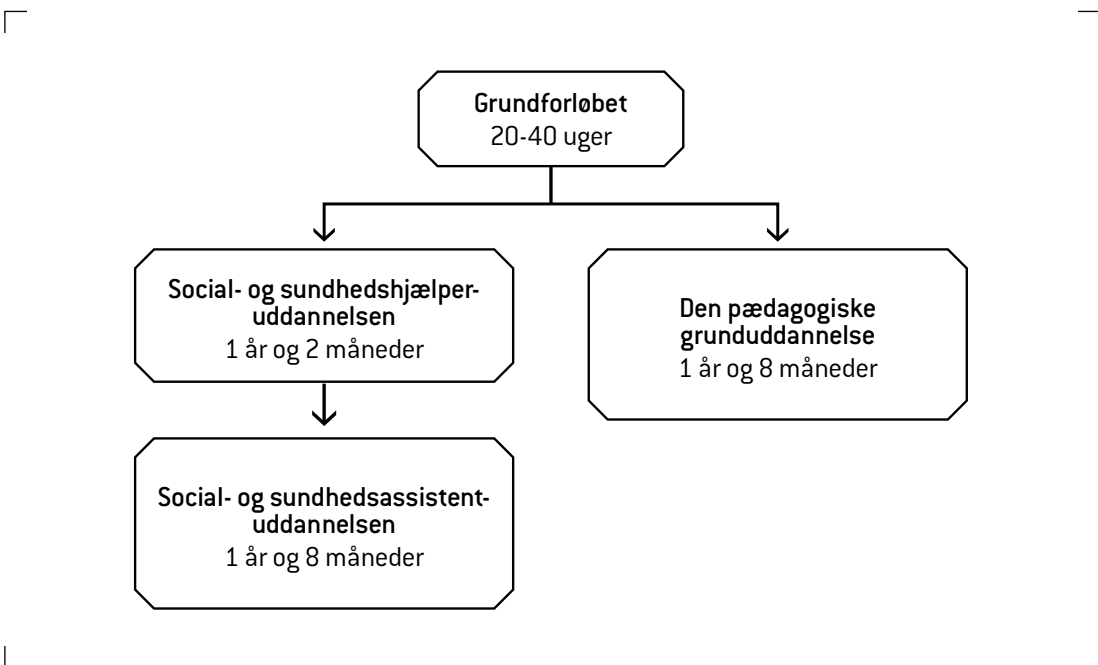 Grundforløbet
20-40 uger
Social- og sundhedshjælper-
uddannelsen
1 år og 2 måneder
Den pædagogiske
grunduddannelse
1 år og 8 måneder
Social- og sundhedsassistent-
uddannelsen
1 år og 8 måneder